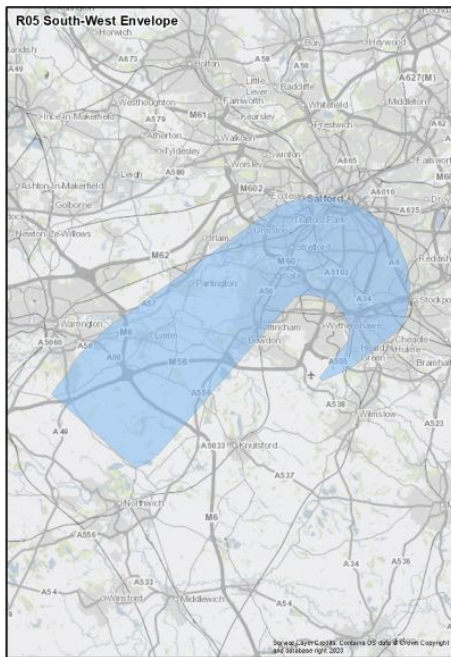 R05 South-West Envelope
Horwich
Bury
Heywood
A673
A58
Bolton
A49
Little
Lever
Radcliffe
A627(M)
Westhoughton
Farnworth
Whitefield
Middleton
Ince-in-Makerfield
Kearsley
A579
M61
Prestwich
A62
Atherton
Walkden
Tyldesley
Swinton
A665
Leigh
A580
Worsley
Ashton-in-Makerfield
M602
Eccles
Salford
A6010
Golborne
A635
Trafford Park
Urmston
Newton-le-Willows
Irlam
Stretford
Reddish
M62
M60
A5103
A6
Sale
Partington
A57
A56
A34
Stockport
Warrington
M6
Wythenshawe
Altrincham
A5060
A50
Lymm
Cheadle
Hulme
Bowdon
Heald
Green
M56
Bramhall
A555
A556
A538
Wilmslow
A49
A5033
A523
Knutsford
A537
Northwich
M6
A556
A34
A536
A533
A54
Winsford
Middlewich
A54
Service Layer Credits: Contains OS data © Crown Copyright
and database right 2020